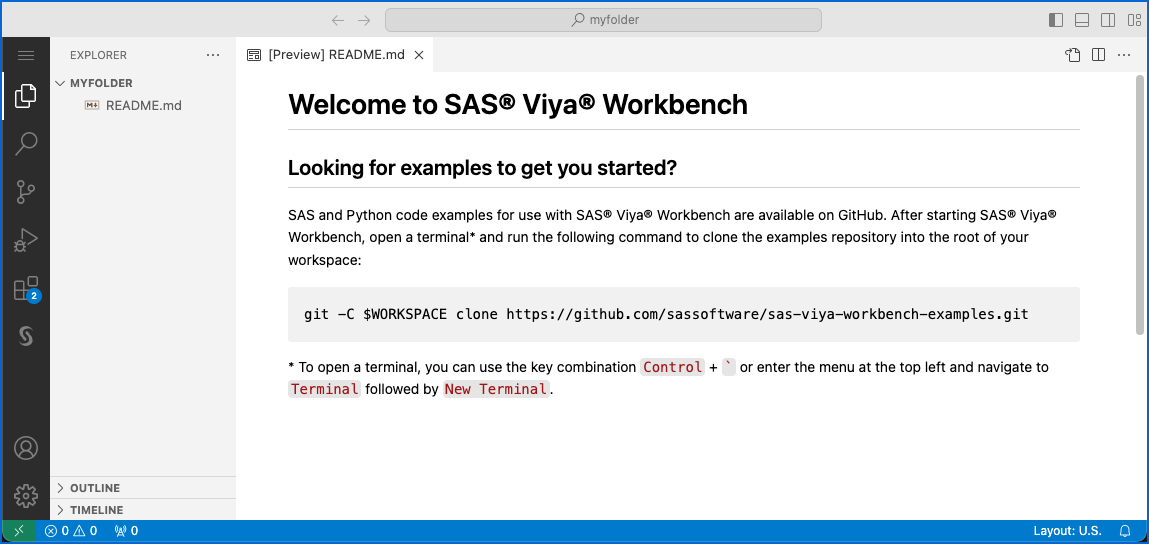 myfolder
EXPLORER
[Preview] README.md
MYFOLDER
README.md
Welcome to SAS® Viya® Workbench
Looking for examples to get you started?
SAS and Python code examples for use with SAS® Viya® Workbench are available on GitHub. After starting SAS® Viya®
Workbench, open a terminal* and run the following command to clone the examples repository into the root of your
workspace:
git -C $WORKSPACE clone https://github.com/sassoftware/sas-viya-workbench-examples.git
* To open a terminal, you can use the key combination Control + ` or enter the menu at the top left and navigate to
Terminal followed by New Terminal.
2
OUTLINE
TIMELINE
0 0 0
Layout: U.S.